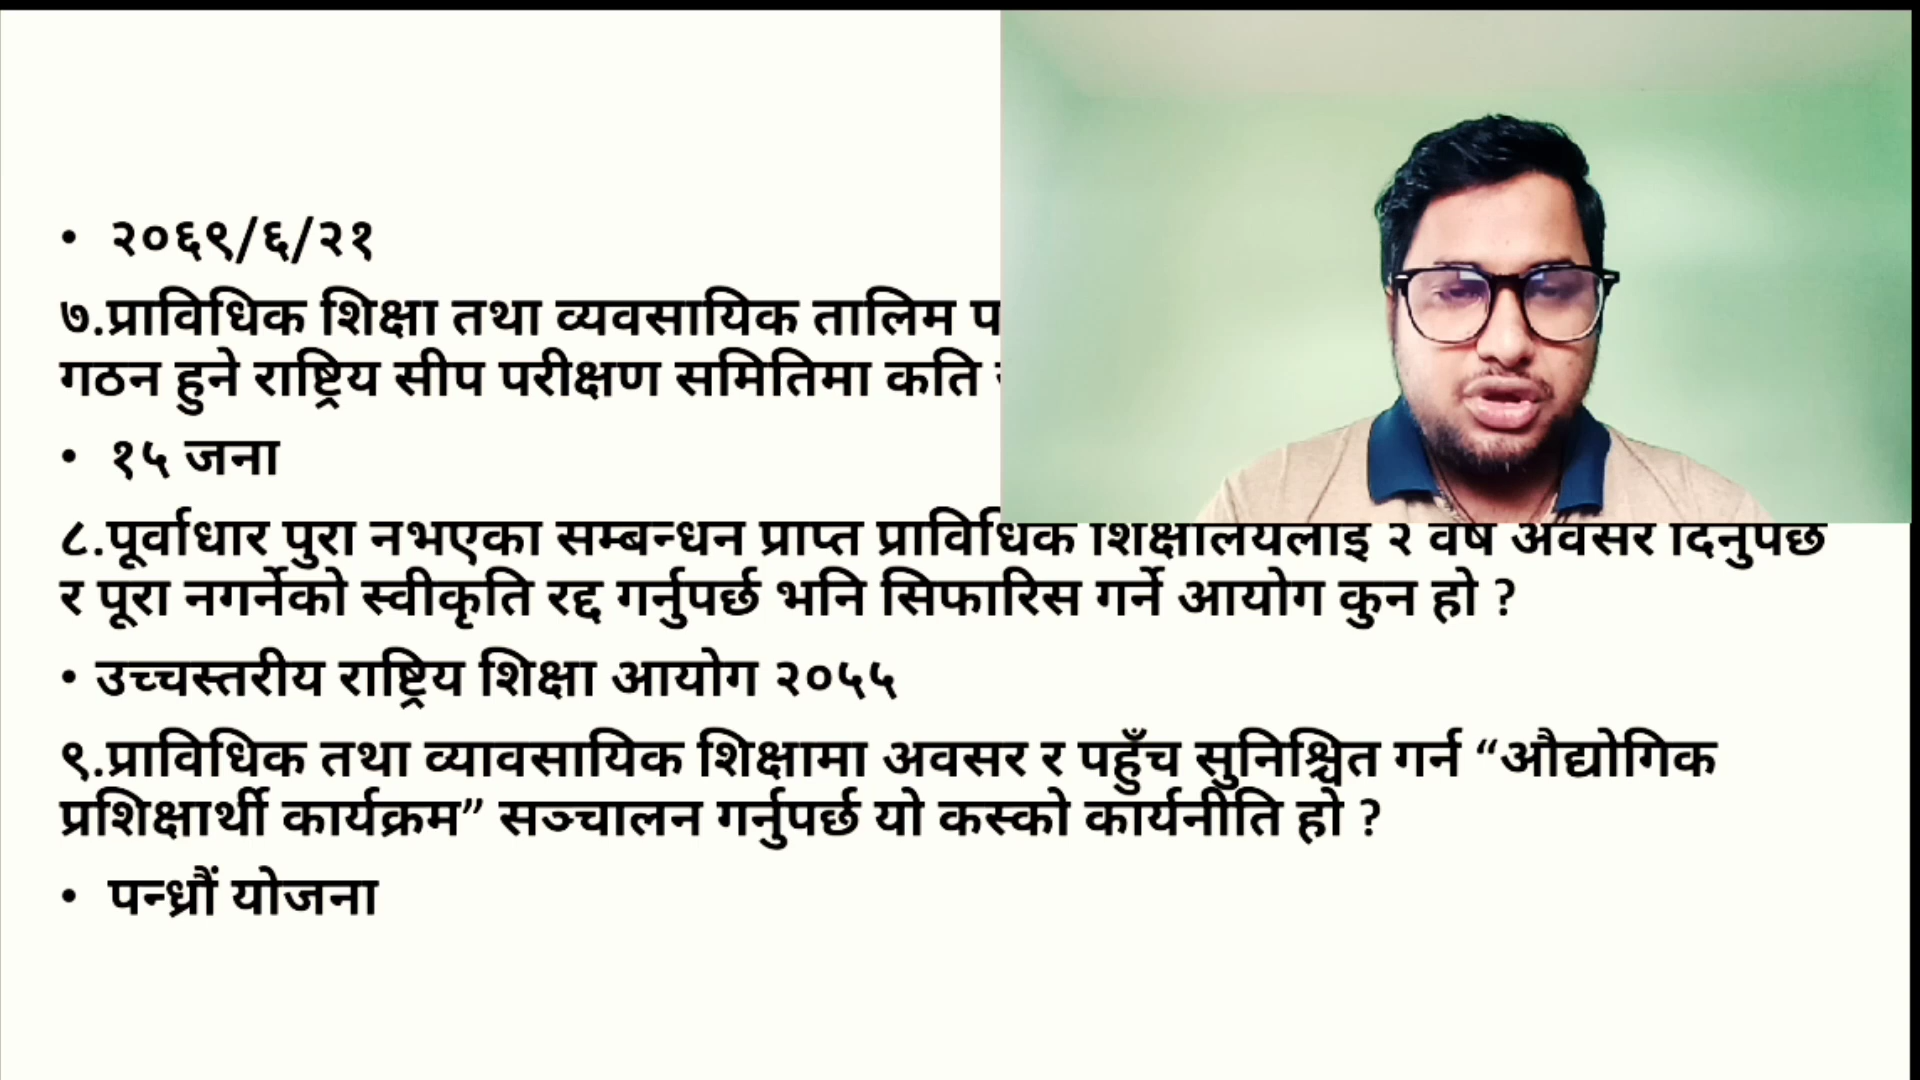 • २०६९/६/२१
७.प्राविधिक शिक्षा तथा व्यवसायिक तालिम
गठन हुने राष्ट्रिय सीप परीक्षण समितिमा कति
• १५ जना
८.पूर्वाधार पुरा नभएका सम्बन्धन प्राप्त प्राविधिक शिक्षालयलाइ २ वर्ष अवसर दिनुपर्छ
र पूरा नगर्नेको स्वीकृति रद्द गर्नुपर्छ भनि सिफारिस गर्ने आयोग कुन हो ?
• उच्चस्तरीय राष्ट्रिय शिक्षा आयोग २०५५
९.प्राविधिक तथा व्यावसायिक शिक्षामा अवसर र पहुँच सुनिश्चित गर्न “औद्योगिक
प्रशिक्षार्थी कार्यक्रम” सञ्चालन गर्नुपर्छ यो कस्को कार्यनीति हो ?
• पन्ध्रौं योजना